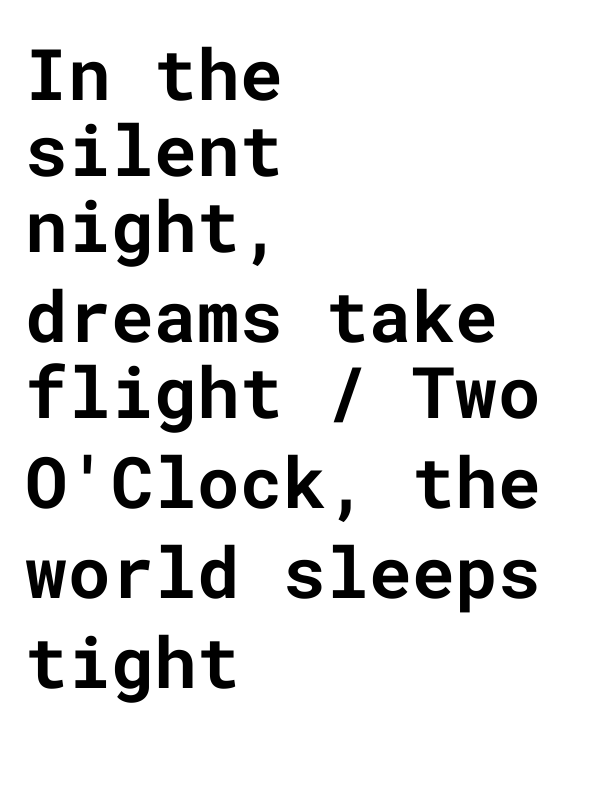 In the
silent
night,
dreams take
flight / Two
O'Clock, the
world sleeps
tight